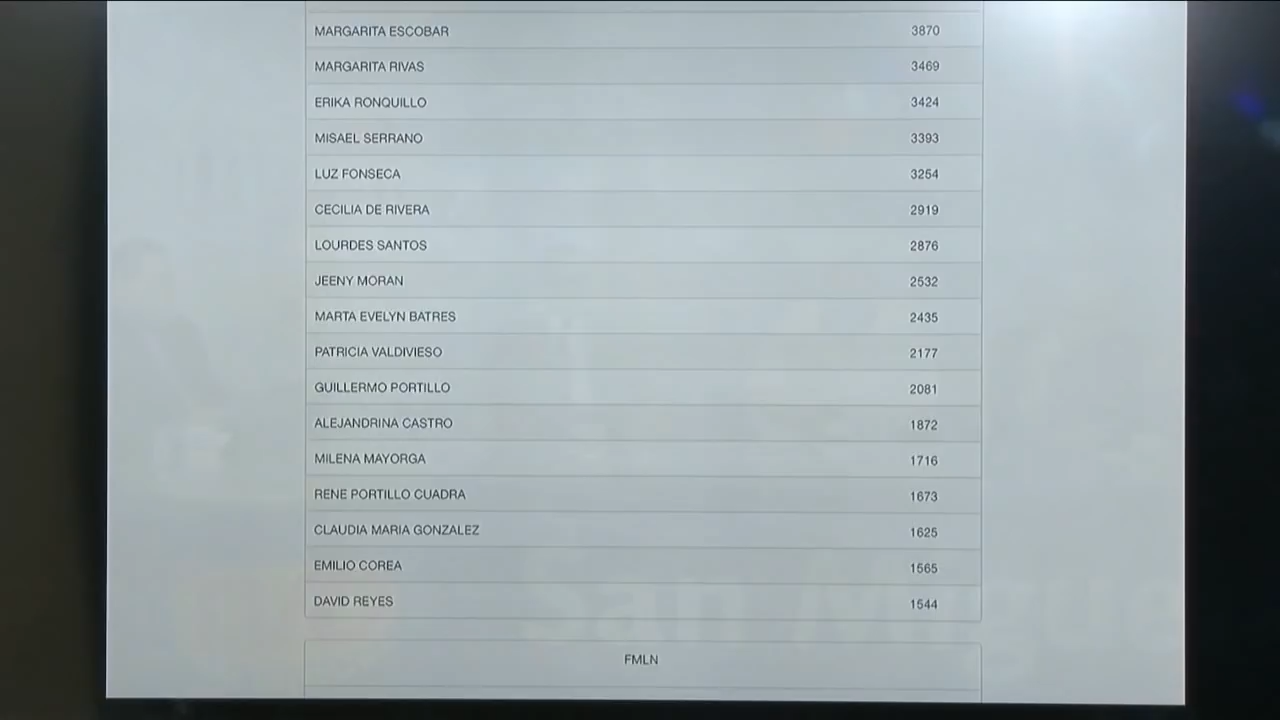 MARGARITA ESCOBAR 3870
MARGARITA RIVAS 3469
ERIKA RONQUILLO 3424
MISAEL SERRANO 3393
LUZ FONSECA 3254
CECILIA DE RIVERA 2919
LOURDES SANTOS 2876
JEENY MORAN 2532
MARTA EVELYN BATRES 2435
PATRICIA VALDIVIESO 2177
GUILLERMO PORTILLO 2081
ALEJANDRINA CASTRO 1872
MILENA MAYORGA 1716
RENE PORTILLO CUADRA 1673
CLAUDIA MARIA GONZALEZ 1625
EMILIO COREA 1565
DAVID REYES 1544
FMLN